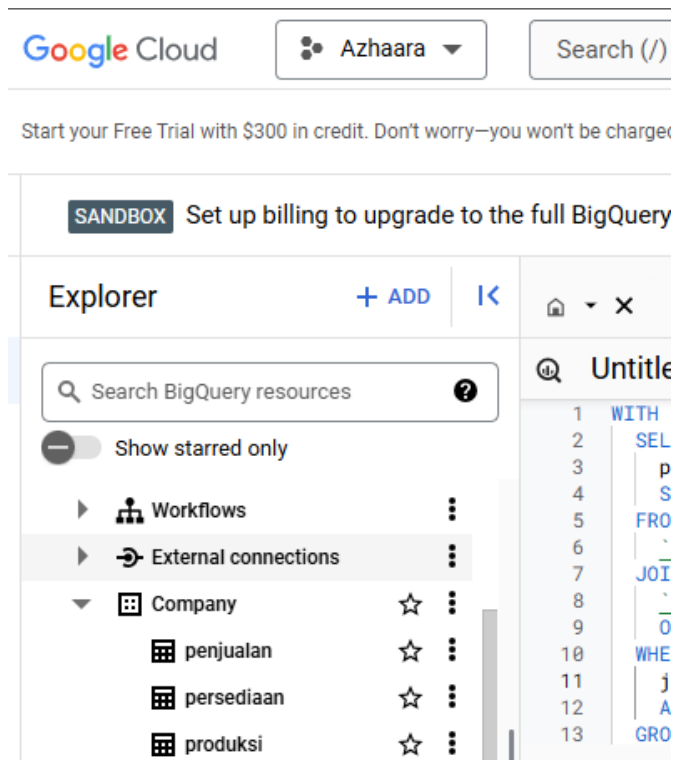 Google Cloud
Azhaara
Search (/)
Start your Free Trial with $300 in credit. Don't worry—you won't be charged
SANDBOX Set up billing to upgrade to the full BigQuery
Explorer
+ ADD
Search BigQuery resources
Show starred only
Workflows
External connections
Company
penjualan
persediaan
produksi
Untitle
1 WITH
2 SEL
3 p
4 S
5 FRO
6 `
7 JOI
8 `
9 O
10 WHE
11 j
12 A
13 GRO